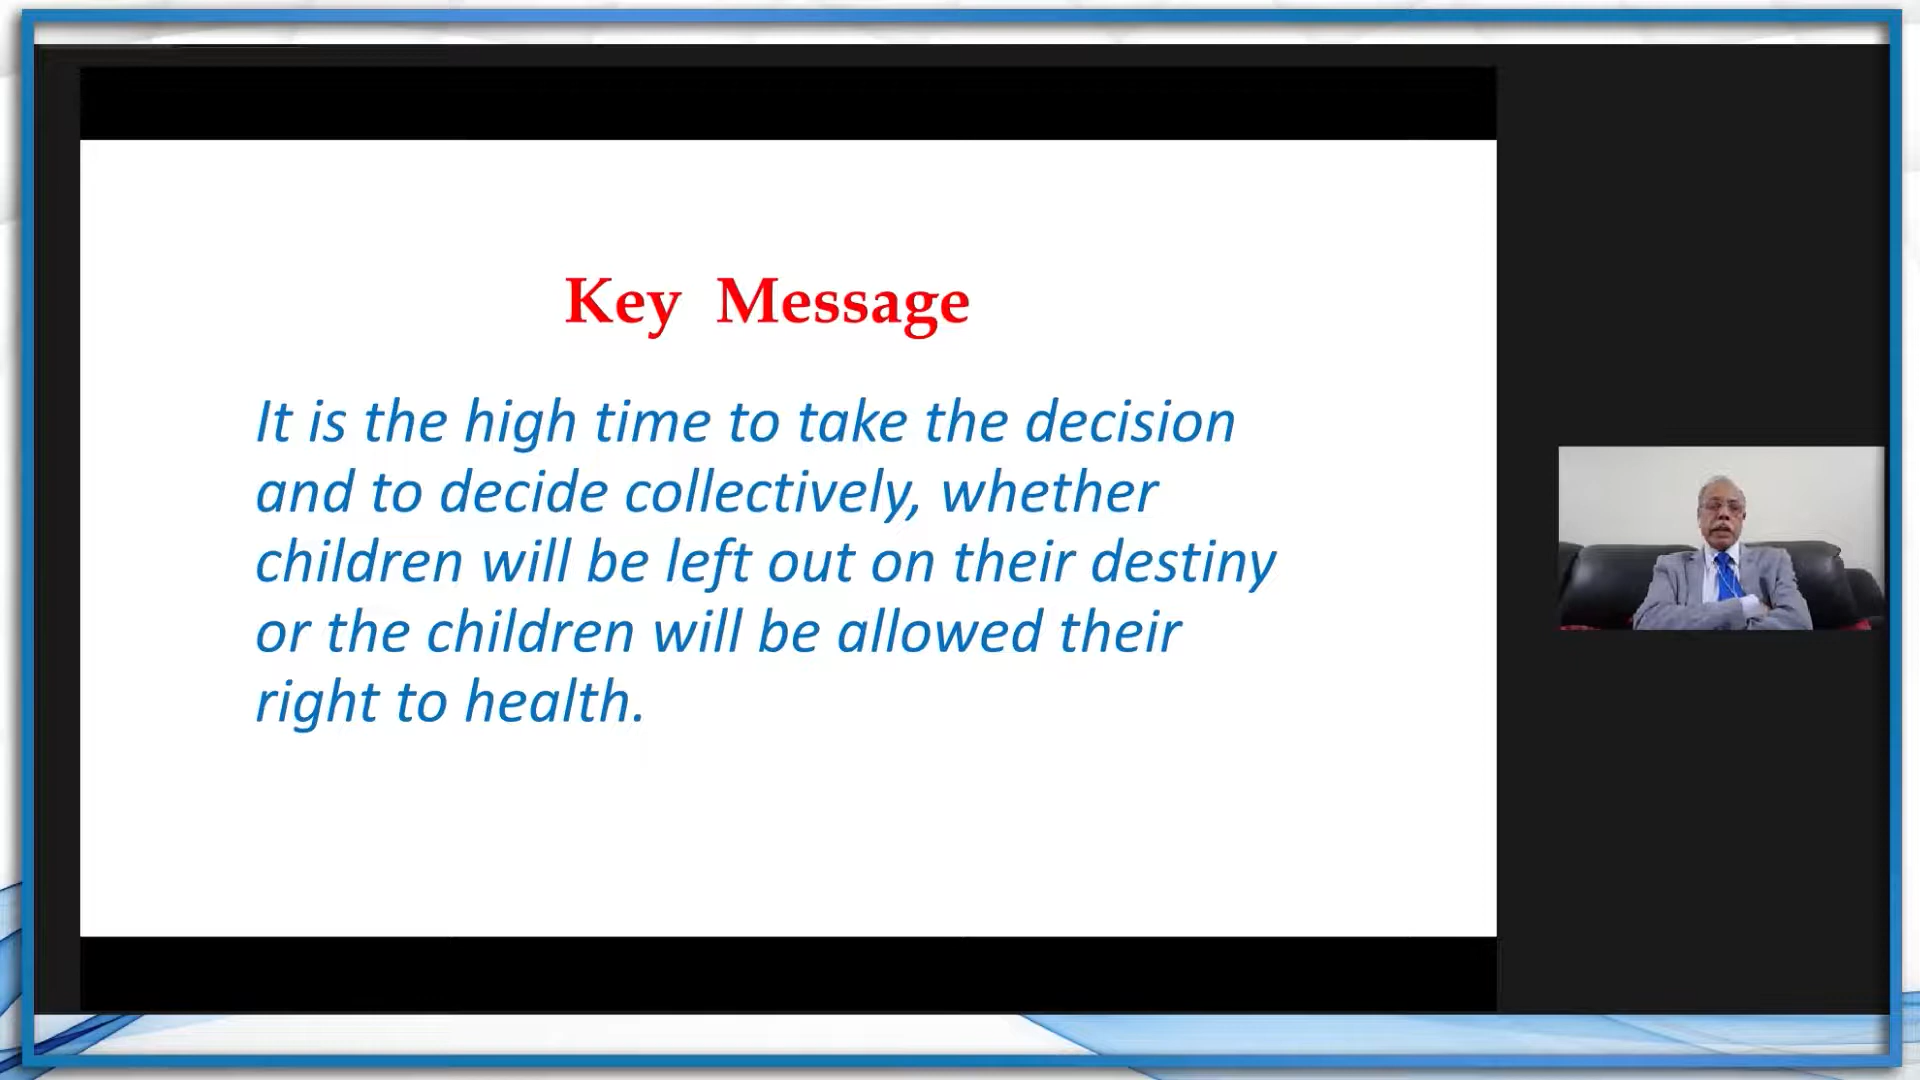 Key Message
It is the high time to take the decision
and to decide collectively, whether
children will be left out on their destiny
or the children will be allowed their
right to health.